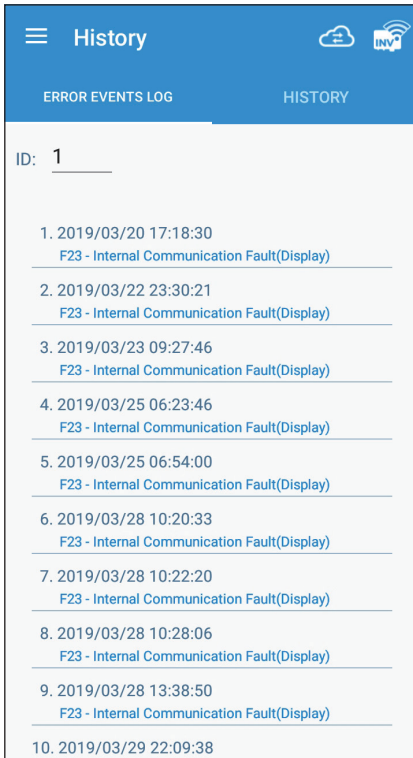 History
INV
ERROR EVENTS LOG
HISTORY
ID: 1
1. 2019/03/20 17:18:30
F23 - Internal Communication Fault(Display)
2. 2019/03/22 23:30:21
F23 - Internal Communication Fault(Display)
3. 2019/03/23 09:27:46
F23 - Internal Communication Fault(Display)
4. 2019/03/25 06:23:46
F23 - Internal Communication Fault(Display)
5. 2019/03/25 06:54:00
F23 - Internal Communication Fault(Display)
6. 2019/03/28 10:20:33
F23 - Internal Communication Fault(Display)
7. 2019/03/28 10:22:20
F23 - Internal Communication Fault(Display)
8. 2019/03/28 10:28:06
F23 - Internal Communication Fault(Display)
9. 2019/03/28 13:38:50
F23 - Internal Communication Fault(Display)
10. 2019/03/29 22:09:38